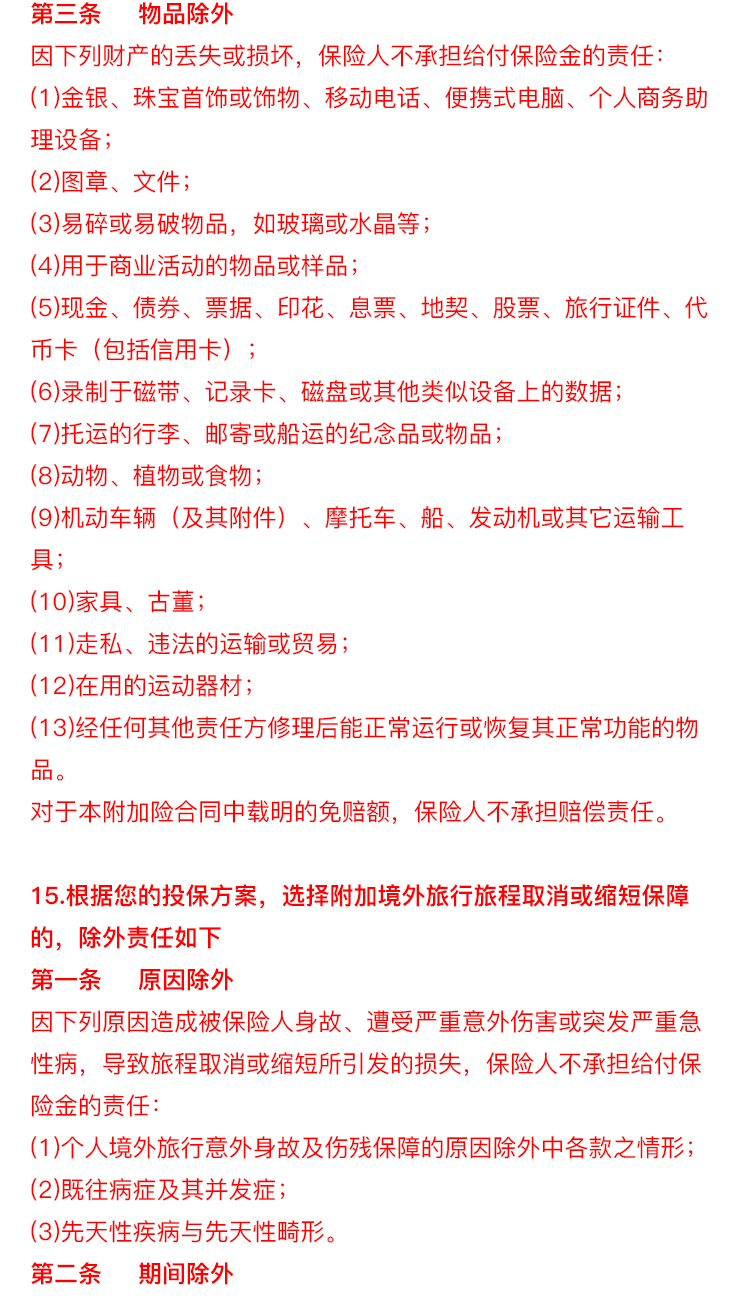 第三条 物品除外
因下列财产的丢失或损坏，保险人不承担给付保险金的责任：
(1)金银、珠宝首饰或饰物、移动电话、便携式电脑、个人商务助
理设备；
(2)图章、文件；
(3)易碎或易破物品，如玻璃或水晶等；
(4)用于商业活动的物品或样品；
(5)现金、债券、票据、印花、息票、地契、股票、旅行证件、代
币卡（包括信用卡）；
(6)录制于磁带、记录卡、磁盘或其他类似设备上的数据；
(7)托运的行李、邮寄或船运的纪念品或物品；
(8)动物、植物或食物；
(9)机动车辆（及其附件）、摩托车、船、发动机或其它运输工
具；
(10)家具、古董；
(11)走私、违法的运输或贸易；
(12)在用的运动器材；
(13)经任何其他责任方修理后能正常运行或恢复其正常功能的物
品。
对于本附加险合同中载明的免赔额，保险人不承担赔偿责任。
15.根据您的投保方案，选择附加境外旅行旅程取消或缩短保障
的，除外责任如下
第一条 原因除外
因下列原因造成被保险人身故、遭受严重意外伤害或突发严重急
性病，导致旅程取消或缩短所引发的损失，保险人不承担给付保
险金的责任：
(1)个人境外旅行意外身故及伤残保障的原因除外中各款之情形；
(2)既往病症及其并发症；
(3)先天性疾病与先天性畸形。
第二条 期间除外